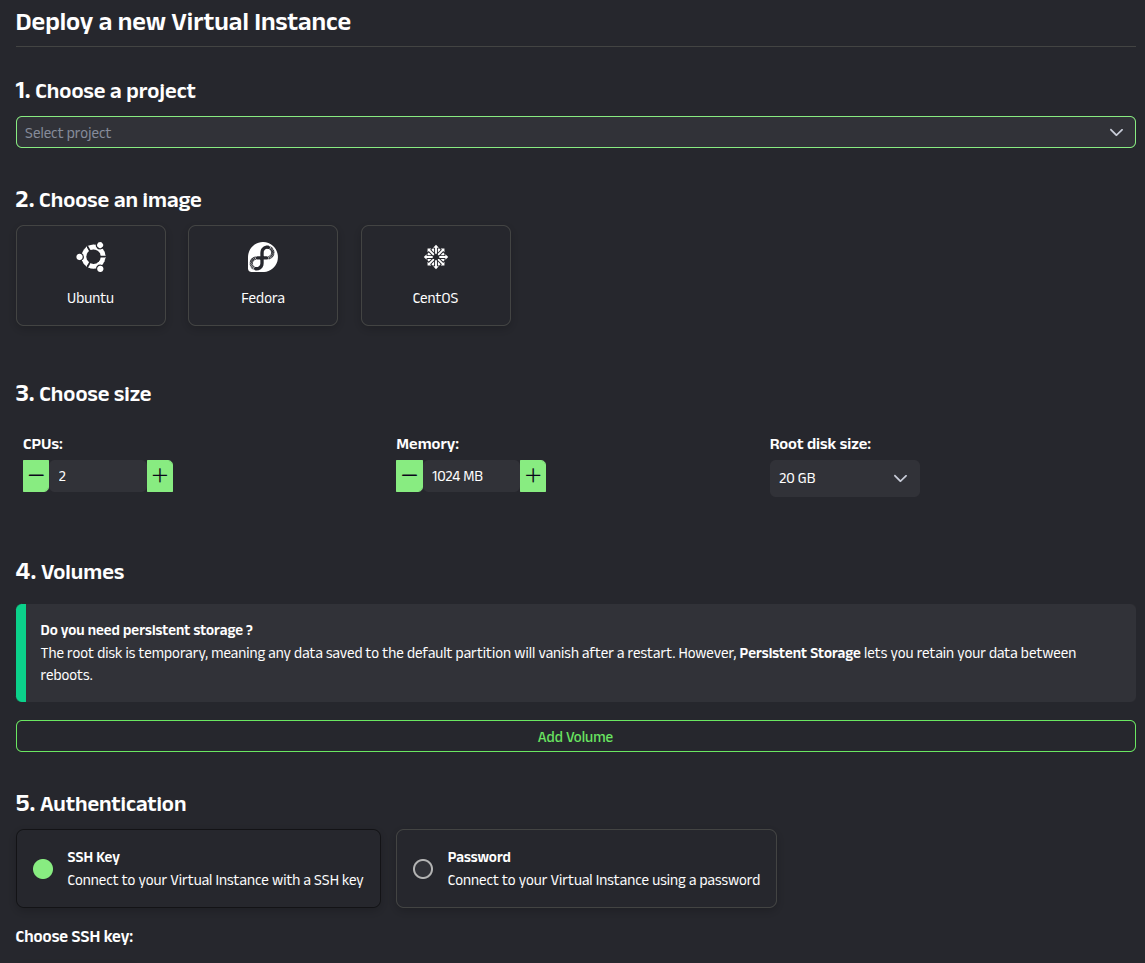 Deploy a new Virtual Instance
1. Choose a project
Select project
2. Choose an Image
Ubuntu
Fedora
CentOS
3. Choose size
CPUs:
Memory:
Root disk size:
2
1024 MB
20 GB
4. Volumes
Do you need persistent storage ?
The root disk is temporary, meaning any data saved to the default partition will vanish after a restart. However, Persistent Storage lets you retain your data between
reboots.
Add Volume
5. Authentication
SSH Key
Connect to your Virtual Instance with a SSH key
Password
Connect to your Virtual Instance using a password
Choose SSH key: